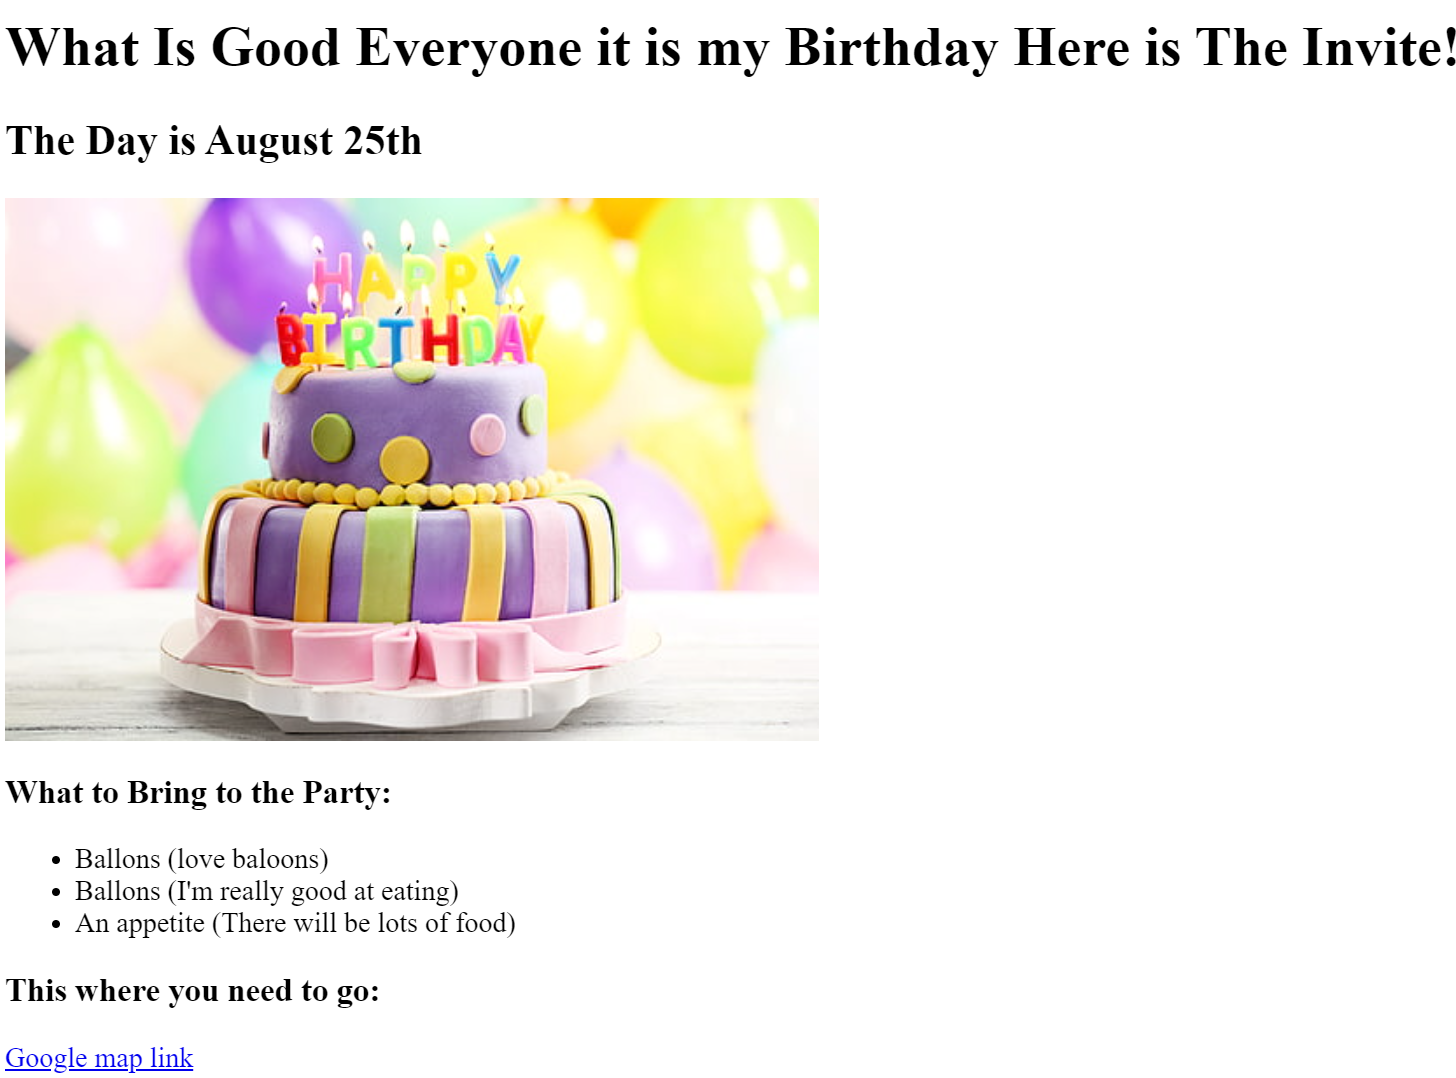 What Is Good Everyone it is my Birthday Here is The Invite!
The Day is August 25th
HAPPY
BIRTHDAY
What to Bring to the Party:
Ballons (love baloons)
Ballons (I'm really good at eating)
An appetite (There will be lots of food)
This where you need to go:
Google map link